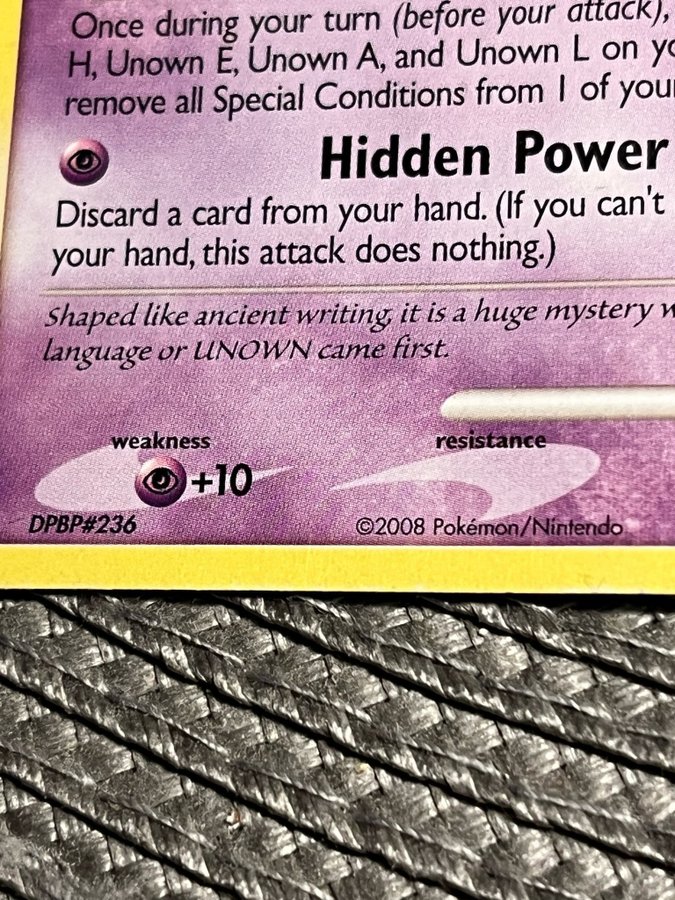 Once during your turn (before your attack),
H, Unown E, Unown A, and Unown L on yo
remove all Special Conditions from 1 of your
Hidden Power
Discard a card from your hand. (If you can't
your hand, this attack does nothing.)
Shaped like ancient writing, it is a huge mystery w
language or UNOWN came first.
weakness resistance
+10
DPBP#236 ©2008 Pokémon/Nintendo